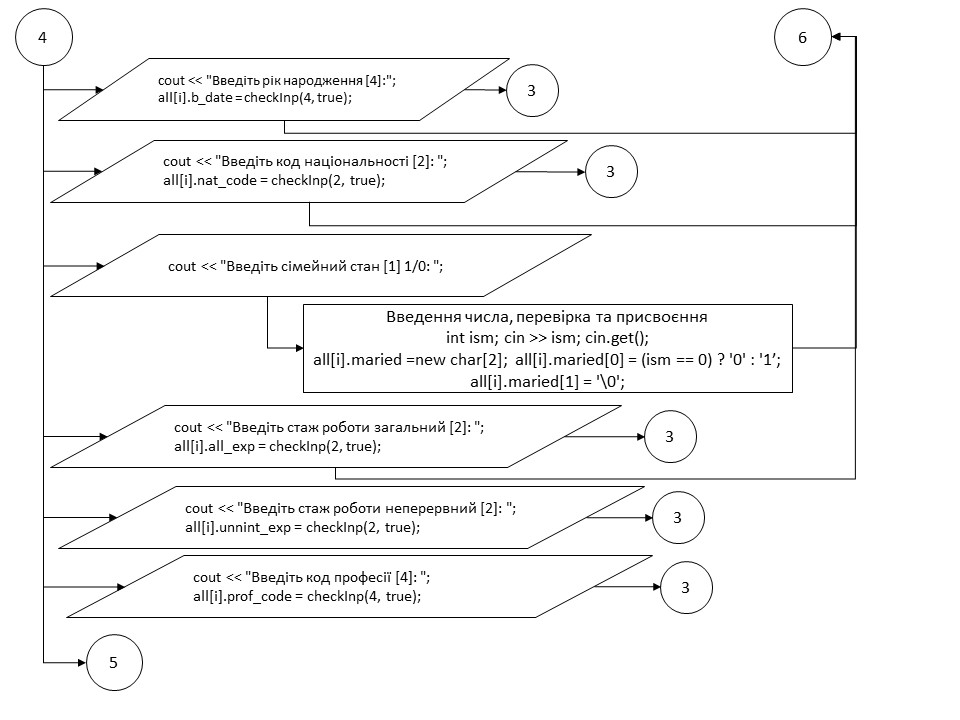 4
6
cout << "Введіть рік народження [4]:";
all[i].b_date = checkInp(4, true);
3
cout << "Введіть код національності [2]: ";
all[i].nat_code = checkInp(2, true);
3
cout << "Введіть сімейний стан [1] 1/0: ";
Введення числа, перевірка та присвоєння
int ism; cin >> ism; cin.get();
all[i].maried =new char[2]; all[i].maried[0] = (ism == 0) ? '0' : '1’;
all[i].maried[1] = '\0';
cout << "Введіть стаж роботи загальний [2]: ";
all[i].all_exp = checkInp(2, true);
3
cout << "Введіть стаж роботи неперервний [2]: ";
all[i].unnint_exp = checkInp(2, true);
3
cout << "Введіть код професії [4]: ";
all[i].prof_code = checkInp(4, true);
3
5